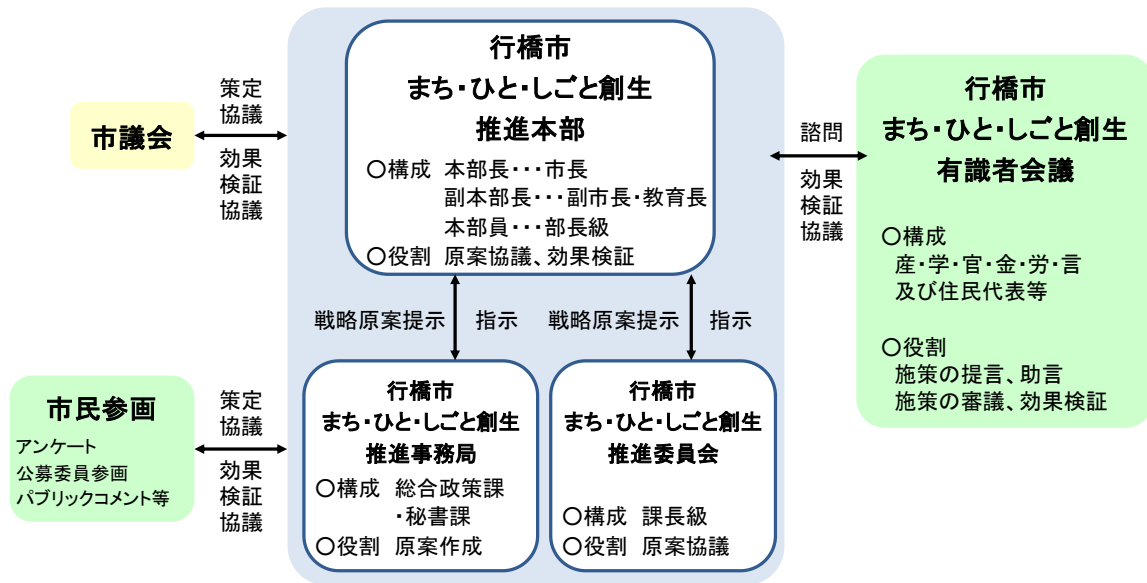 市議会
策定
協議
効果
検証
協議
行橋市
まち・ひと・しごと創生
推進本部
○構成 本部長・・・市長
副本部長・・・副市長・教育長
本部員・・・部長級
○役割 原案協議、効果検証
諮問
効果
検証
協議
行橋市
まち・ひと・しごと創生
有識者会議
○構成
産・学・官・金・労・言
及び住民代表等
○役割
施策の提言、助言
施策の審議、効果検証
戦略原案提示 指示
戦略原案提示 指示
市民参画
アンケート
公募委員参画
パブリックコメント等
策定
協議
効果
検証
協議
行橋市
まち・ひと・しごと創生
推進事務局
○構成 総合政策課
・秘書課
○役割 原案作成
行橋市
まち・ひと・しごと創生
推進委員会
○構成 課長級
○役割 原案協議